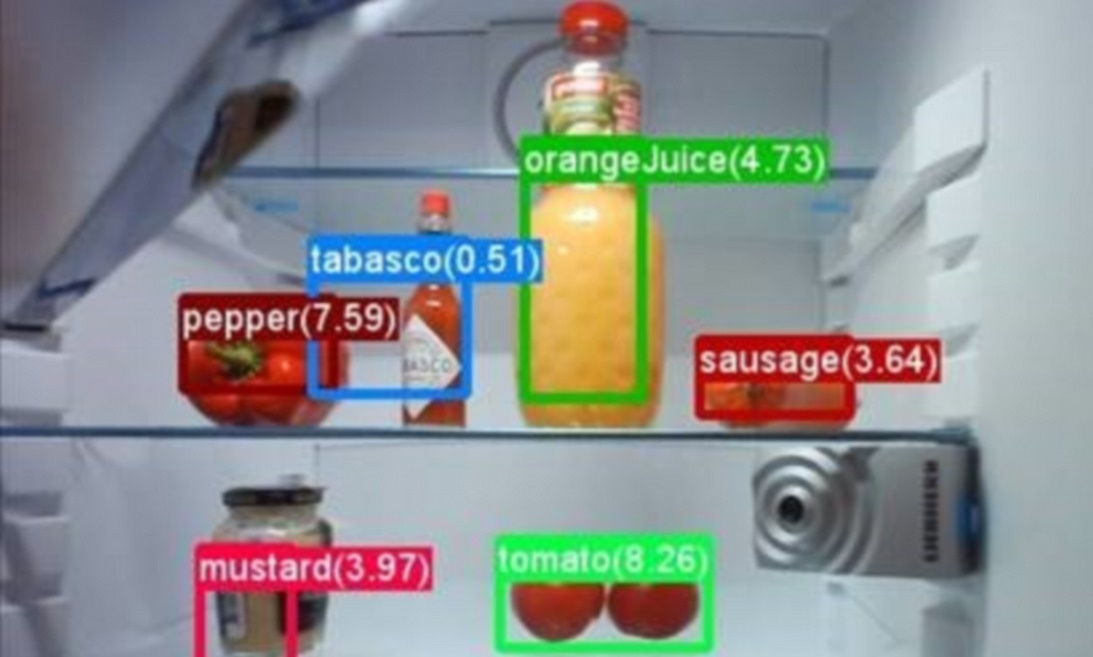 orangeJuice(4.73)
tabasco(0.51)
pepper(7.59)
BASCO
sausage(3.64)
LIEBHERR
mustard(3.97)
tomato(8.26)